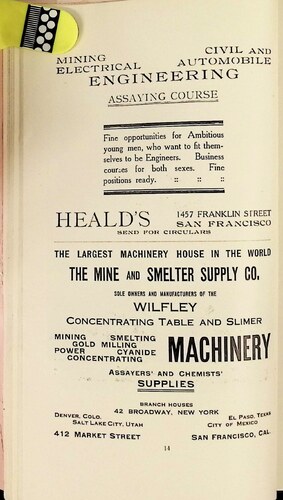 MINING CIVIL AND
ELECTRICAL AUTOMOBILE
ENGINEERING
ASSAYING COURSE
Fine opportunities for Ambitious
young men, who want to fit them-
selves to be Engineers. Business
courses for both sexes. Fine
positions ready. :: :: ::
HEALD'S 1457 FRANKLIN STREET
SAN FRANCISCO
SEND FOR CIRCULARS
THE LARGEST MACHINERY HOUSE IN THE WORLD
THE MINE AND SMELTER SUPPLY CO.
SOLE OWNERS AND MANUFACTURERS OF THE
WILFLEY
CONCENTRATING TABLE AND SLIMER
MINING SMELTING
GOLD MILLING
POWER CYANIDE
CONCENTRATING
MACHINERY
ASSAYERS' AND CHEMISTS'
SUPPLIES
BRANCH HOUSES
42 BROADWAY, NEW YORK
DENVER, COLO. EL PASO, TEXAS
SALT LAKE CITY, UTAH CITY OF MEXICO
412 MARKET STREET SAN FRANCISCO, CAL.
14